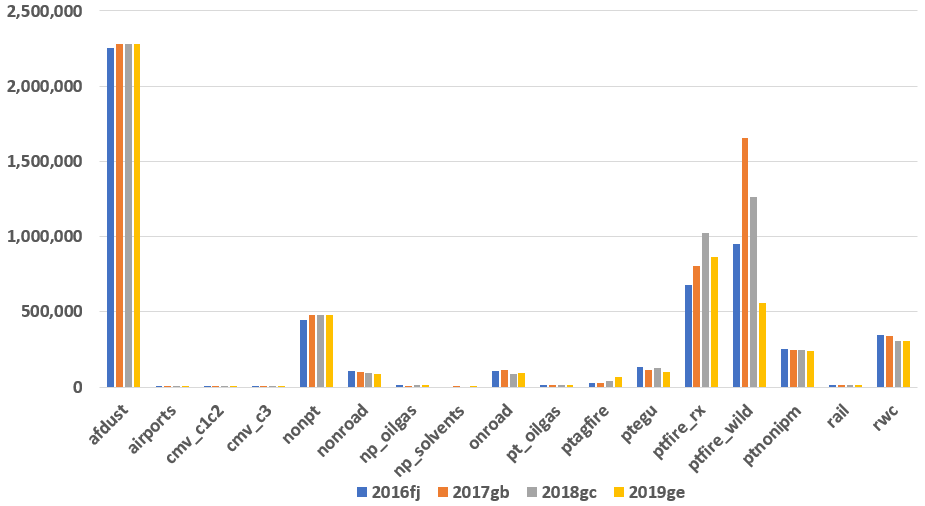 2,500,000
2,000,000
1,500,000
1,000,000
500,000
0
afdust
airports
cmv_c1c2
cmv_c3
nonpt
nonroad
np_oilgas
np_solvents
onroad
pt_oilgas
ptagfire
ptegu
ptfire_rx
ptfire_wild
ptnonipm
rail
rwc
2016fj 2017gb 2018gc 2019ge